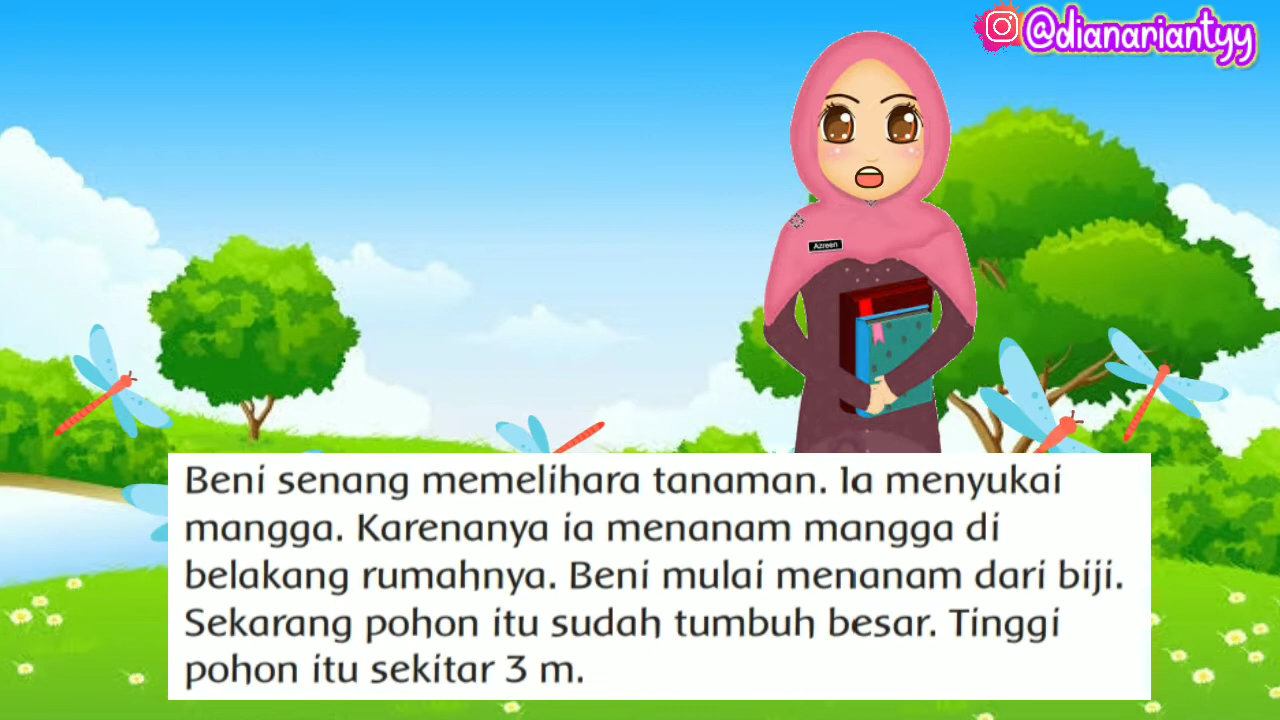 @dianariantyy
Azreen
Beni senang memelihara tanaman. Ia menyukai
mangga. Karenanya ia menanam mangga di
belakang rumahnya. Beni mulai menanam dari biji.
Sekarang pohon itu sudah tumbuh besar. Tinggi
pohon itu sekitar 3 m.